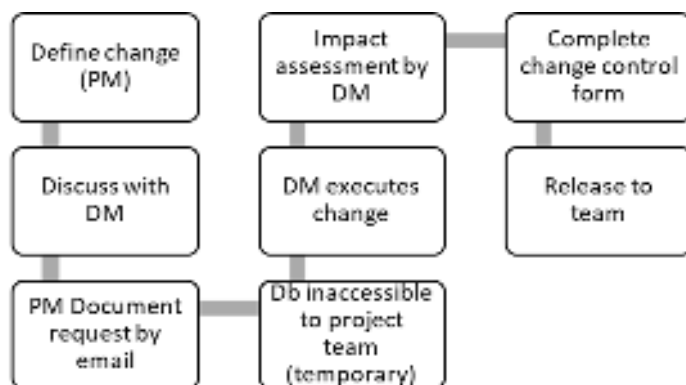 Define change
(PM)
Discuss with
DM
PM Document
request by
email
Db inaccessible
to project
team
(temporary)
DM executes
change
Impact
assessment by
DM
Complete
change control
form
Release to
team